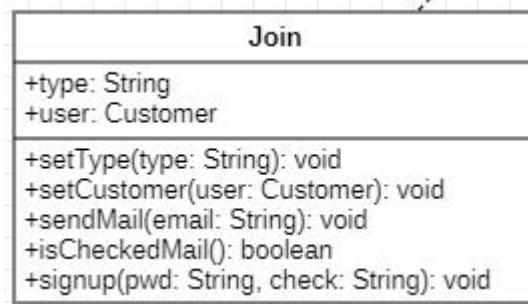 Join
+type: String
+user: Customer
+setType(type: String): void
+setCustomer(user: Customer): void
+sendMail(email: String): void
+isCheckedMail(): boolean
+signup(pwd: String, check: String): void